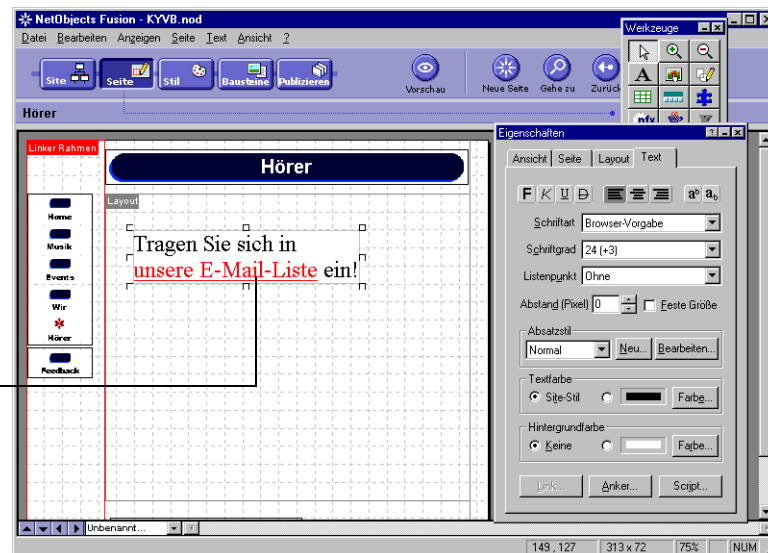 NetObjects Fusion - KYVB.nod
Datei Bearbeiten Anzeigen Seite Text Ansicht ?
Site
Seite
Stil
Bausteine
Publizieren
Vorschau
Neue Seite
Gehe zu
Zurück
Werkzeuge
A
nfx
Hörer
Linker Rahmen
Hörer
Layout
Home
Musik
Events
Wir
Hörer
Feedback
Tragen Sie sich in
unsere E-Mail-Liste ein!
Eigenschaften
Ansicht Seite Layout Text
F K U D
Schriftart Browser-Vorgabe
Schriftgrad 24 (+3)
Listenpunkt Ohne
Abstand (Pixel) 0 Feste Größe
Absatzstil
Normal Neu... Bearbeiten...
Textfarbe
Site-Stil Farbe...
Hintergrundfarbe
Keine Farbe...
Link... Anker... Script...
Unbenannt...
149 , 127 313 x 72 75% NUM